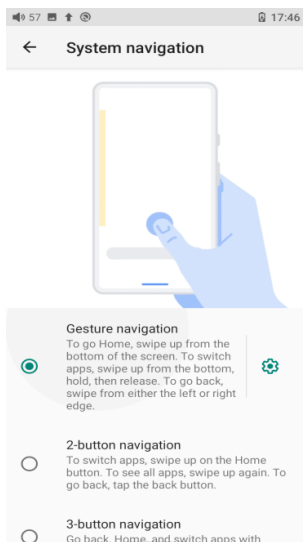 57 17:46
System navigation
Gesture navigation
To go Home, swipe up from the
bottom of the screen. To switch
apps, swipe up from the bottom,
hold, then release. To go back,
swipe from either the left or right
edge.
2-button navigation
To switch apps, swipe up on the Home
button. To see all apps, swipe up again. To
go back, tap the back button.
3-button navigation
Go back, Home, and switch apps with